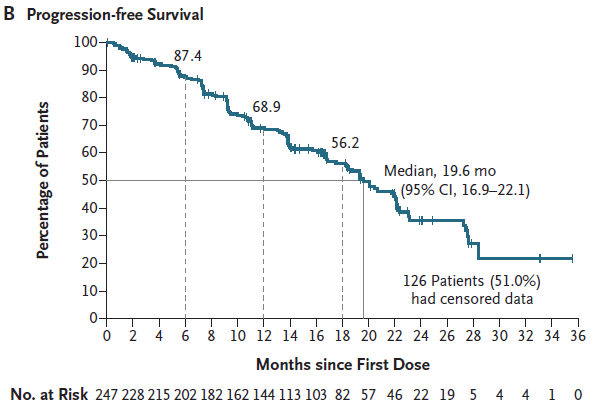 B Progression-free Survival
Percentage of Patients
100
90
80
70
60
50
40
30
20
10
0
87.4
68.9
56.2
Median, 19.6 mo
(95% CI, 16.9–22.1)
126 Patients (51.0%)
had censored data
0 2 4 6 8 10 12 14 16 18 20 22 24 26 28 30 32 34 36
Months since First Dose
No. at Risk 247 228 215 202 182 162 144 113 103 82 57 46 22 19 5 4 4 1 0